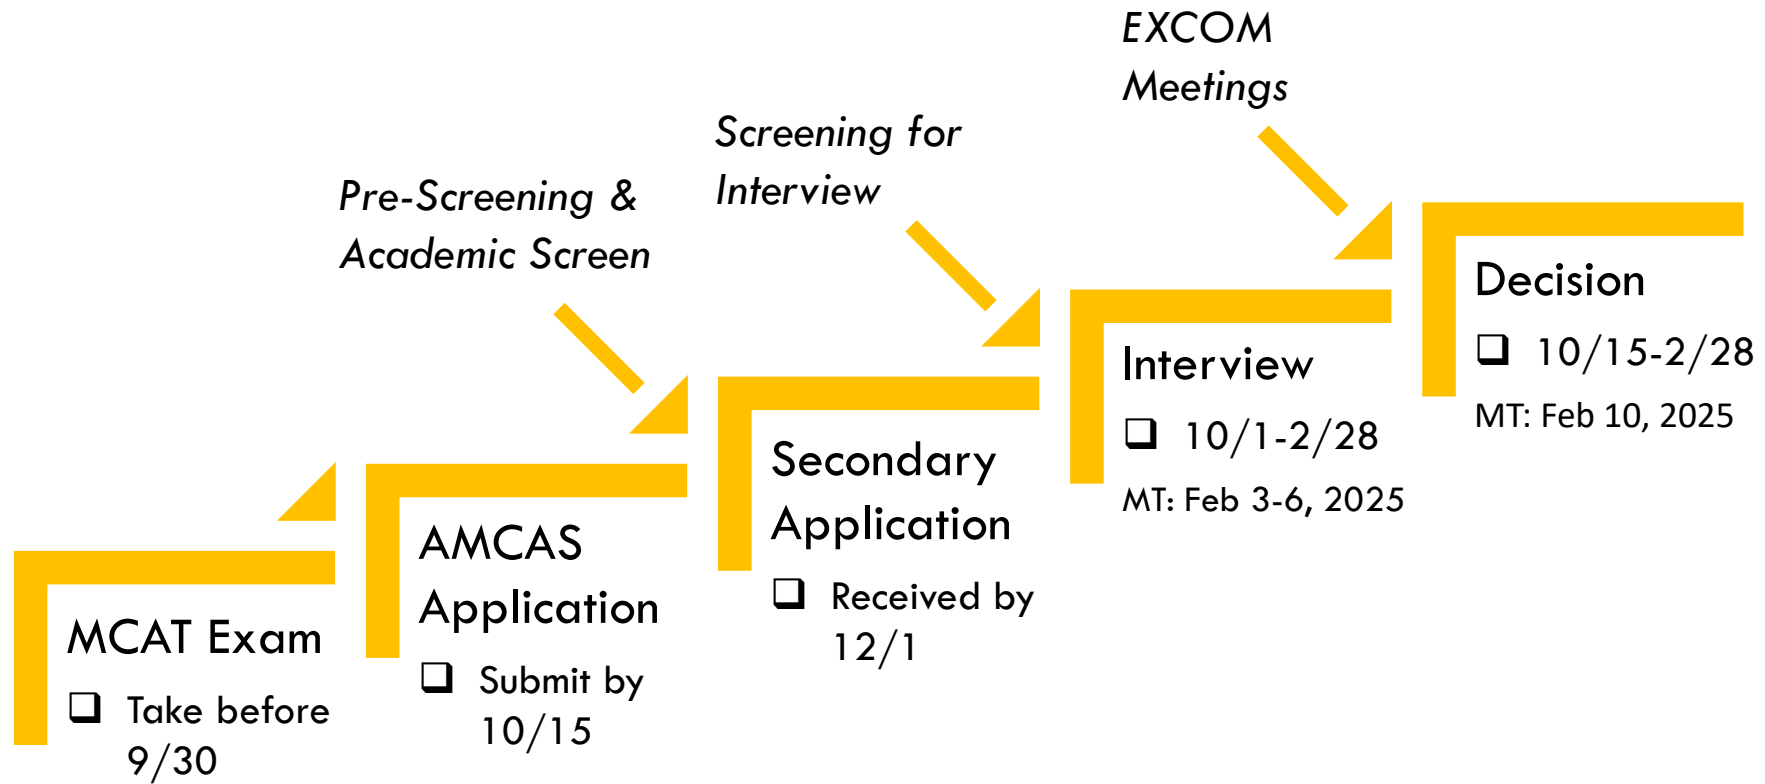 EXCOM
Meetings
Screening for
Interview
Pre-Screening &
Academic Screen
MCAT Exam
❑ Take before
9/30
AMCAS
Application
❑ Submit by
10/15
Secondary
Application
❑ Received by
12/1
Interview
❑ 10/1-2/28
MT: Feb 3-6, 2025
Decision
❑ 10/15-2/28
MT: Feb 10, 2025